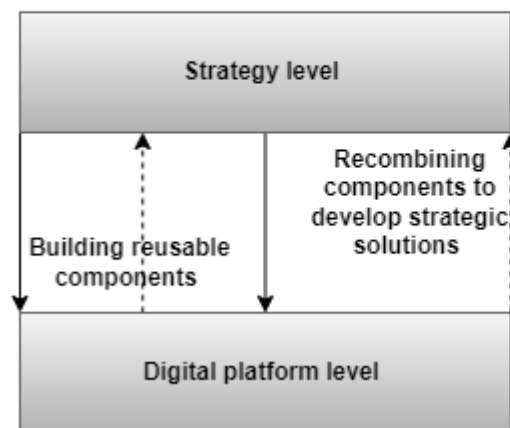 Strategy level
Recombining
components to
develop strategic
solutions
Building reusable
components
Digital platform level